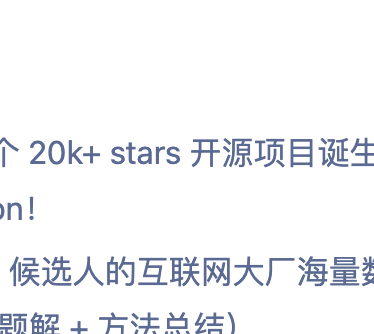 个 20k+ stars 开源项目诞生
on！
候选人的互联网大厂海量数
题解 + 方法总结）